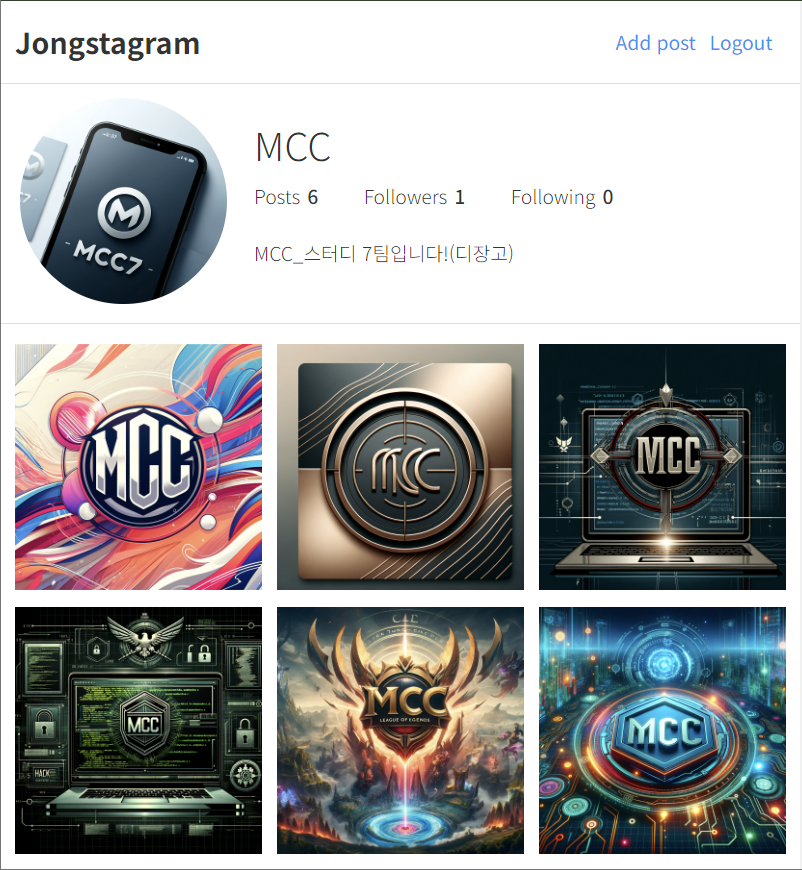 Jongstagram
Add post Logout
MCC7
MCC
Posts 6 Followers 1 Following 0
MCC_스터디 7팀입니다!(디장고)
MCC
MCC
MCC
MCC
HACK
MCC
LEAGUE OF LEGENDS
MCC